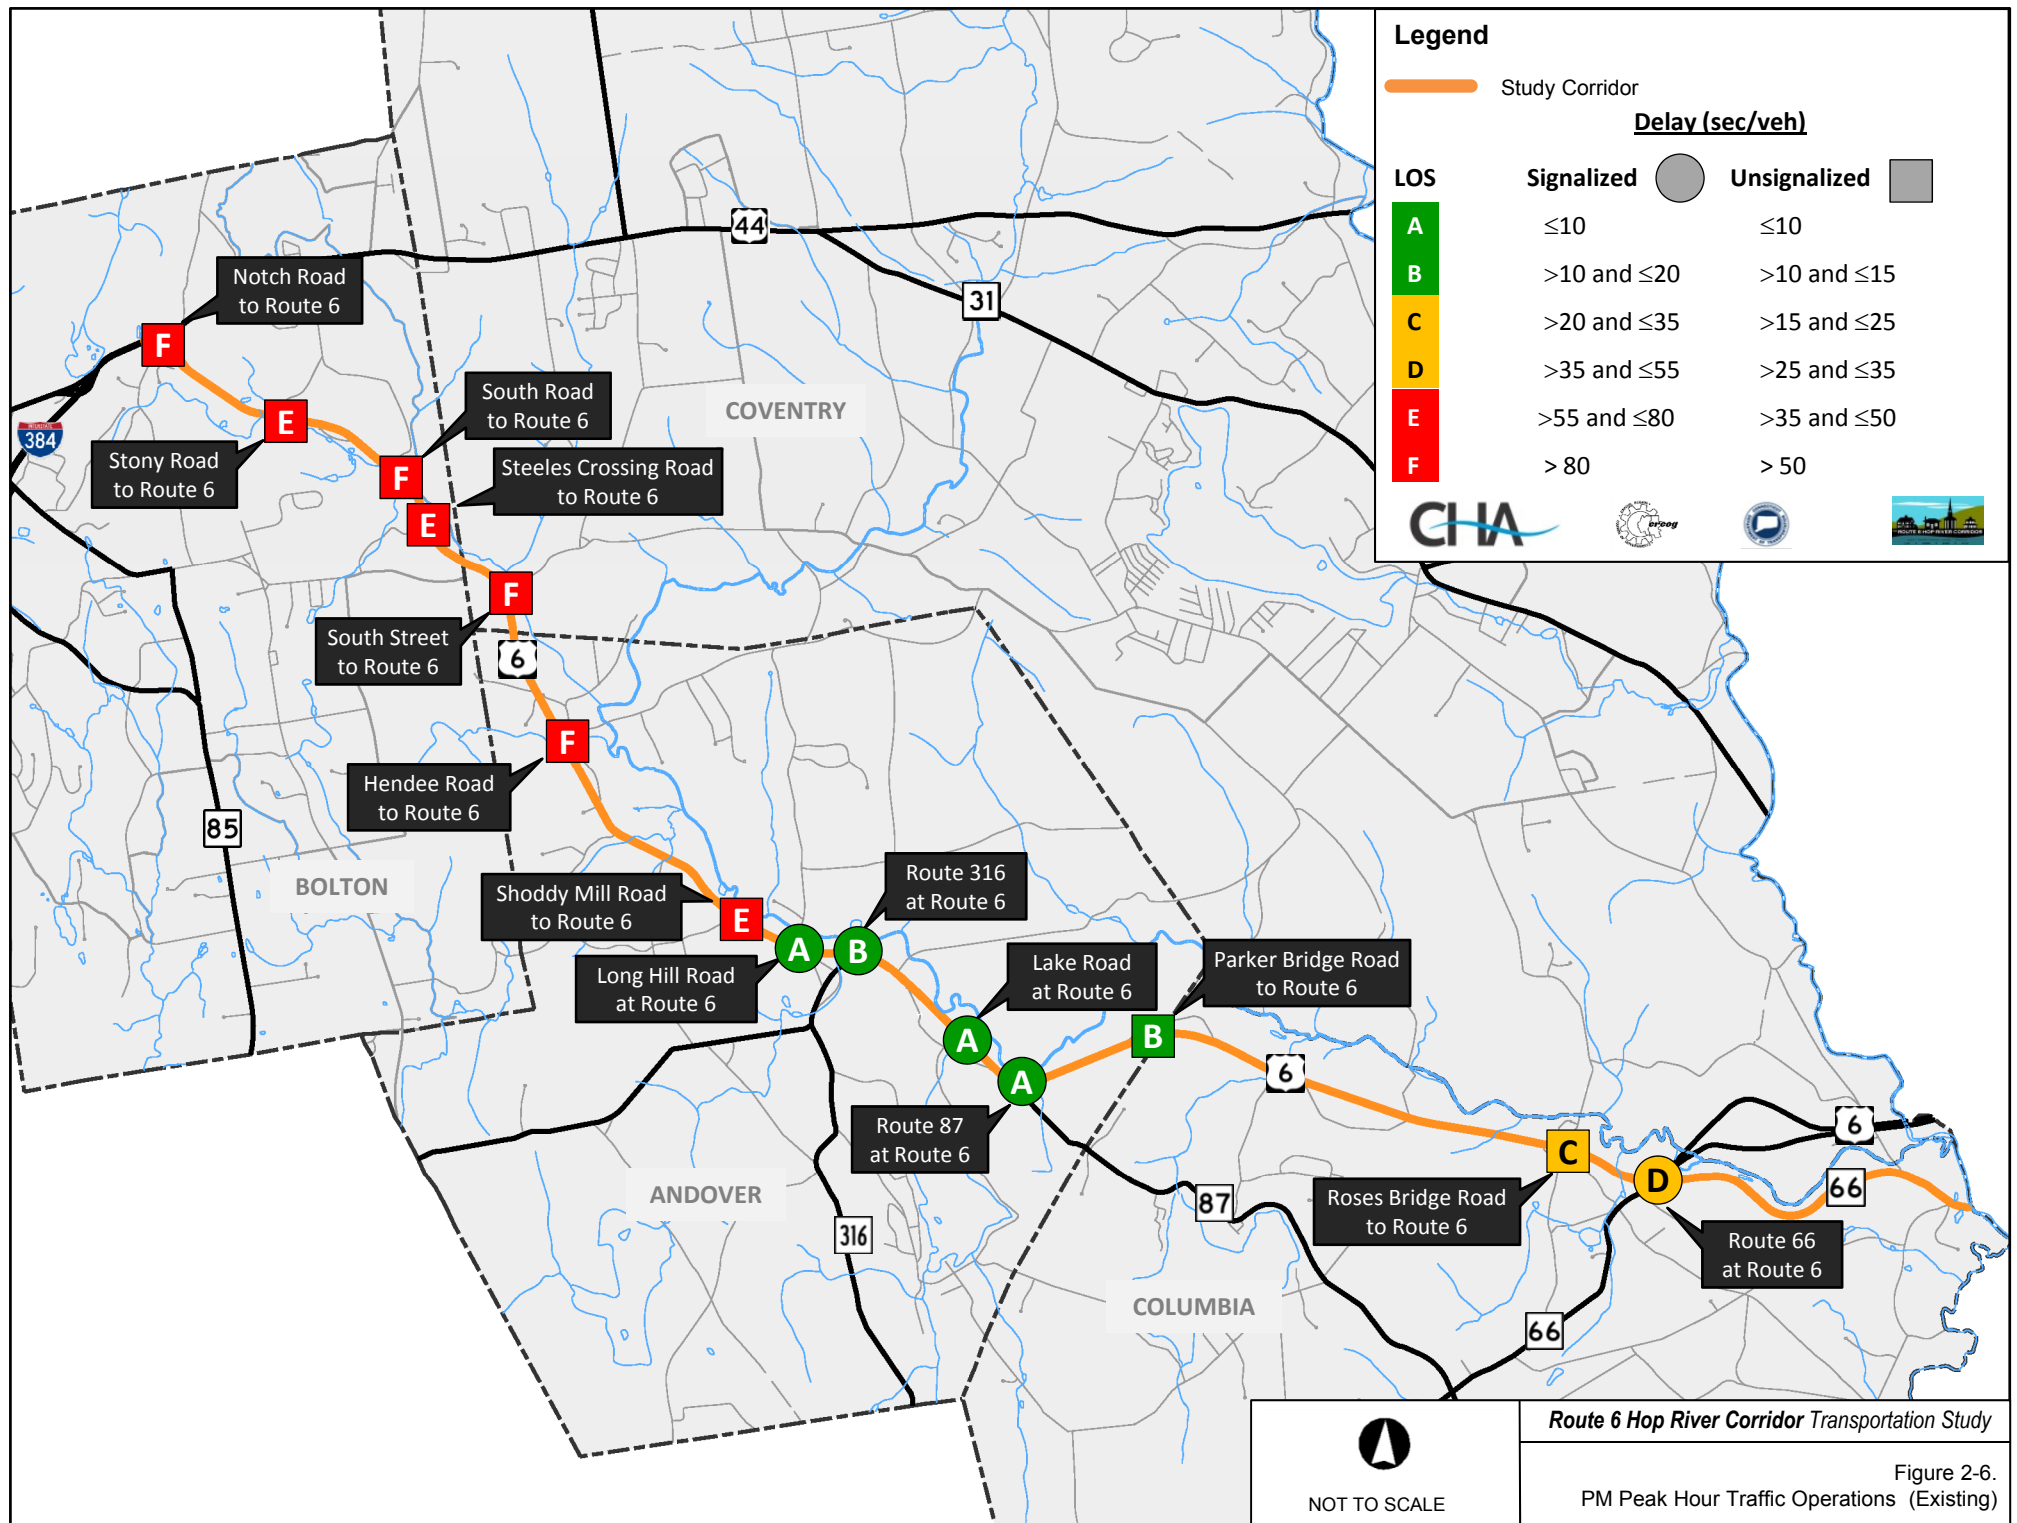 Legend
Study Corridor
Delay (sec/veh)
LOS Signalized Unsignalized
A ≤10 ≤10
B >10 and ≤20 >10 and ≤15
C >20 and ≤35 >15 and ≤25
D >35 and ≤55 >25 and ≤35
E >55 and ≤80 >35 and ≤50
F > 80 > 50
CHA
ercog
ROUTE 6 HOP RIVER CORRIDOR
44
31
INTERSTATE
384
Notch Road
to Route 6
F
E
Stony Road
to Route 6
South Road
to Route 6
F
Steeles Crossing Road
to Route 6
E
COVENTRY
F
South Street
to Route 6
6
F
Hendee Road
to Route 6
85
BOLTON
Shoddy Mill Road
to Route 6
E
Long Hill Road
at Route 6
A
B
Route 316
at Route 6
Lake Road
at Route 6
A
Parker Bridge Road
to Route 6
B
A
Route 87
at Route 6
6
ANDOVER
316
87
COLUMBIA
C
Roses Bridge Road
to Route 6
D
Route 66
at Route 6
6
66
66
NOT TO SCALE
Route 6 Hop River Corridor Transportation Study
Figure 2-6.
PM Peak Hour Traffic Operations (Existing)